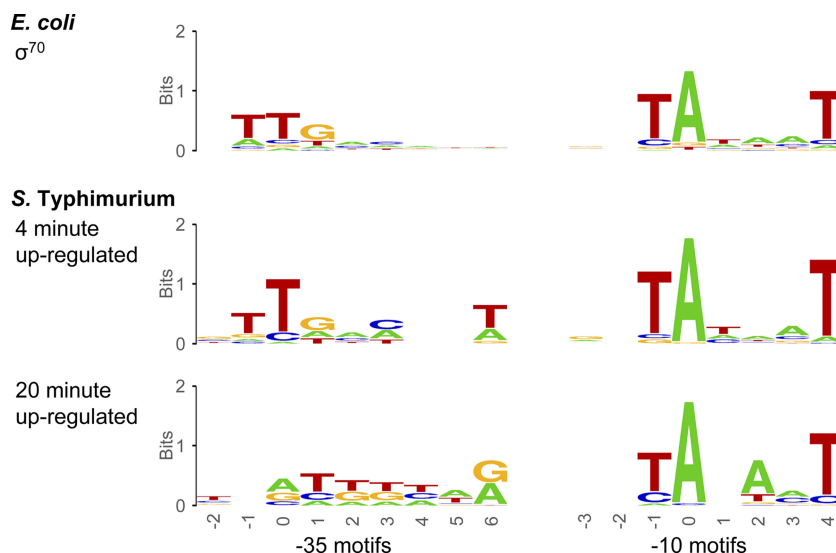 E. coli
σ70
2
1
0
Bits
T T G
T A T
S. Typhimurium
4 minute
up-regulated
2
1
0
Bits
T T G A C T
T A T A T
20 minute
up-regulated
2
1
0
Bits
A T T T T A G
T A A A T
-2 -1 0 1 2 3 4 5 6 -3 -2 -1 0 1 2 3 4
-35 motifs -10 motifs